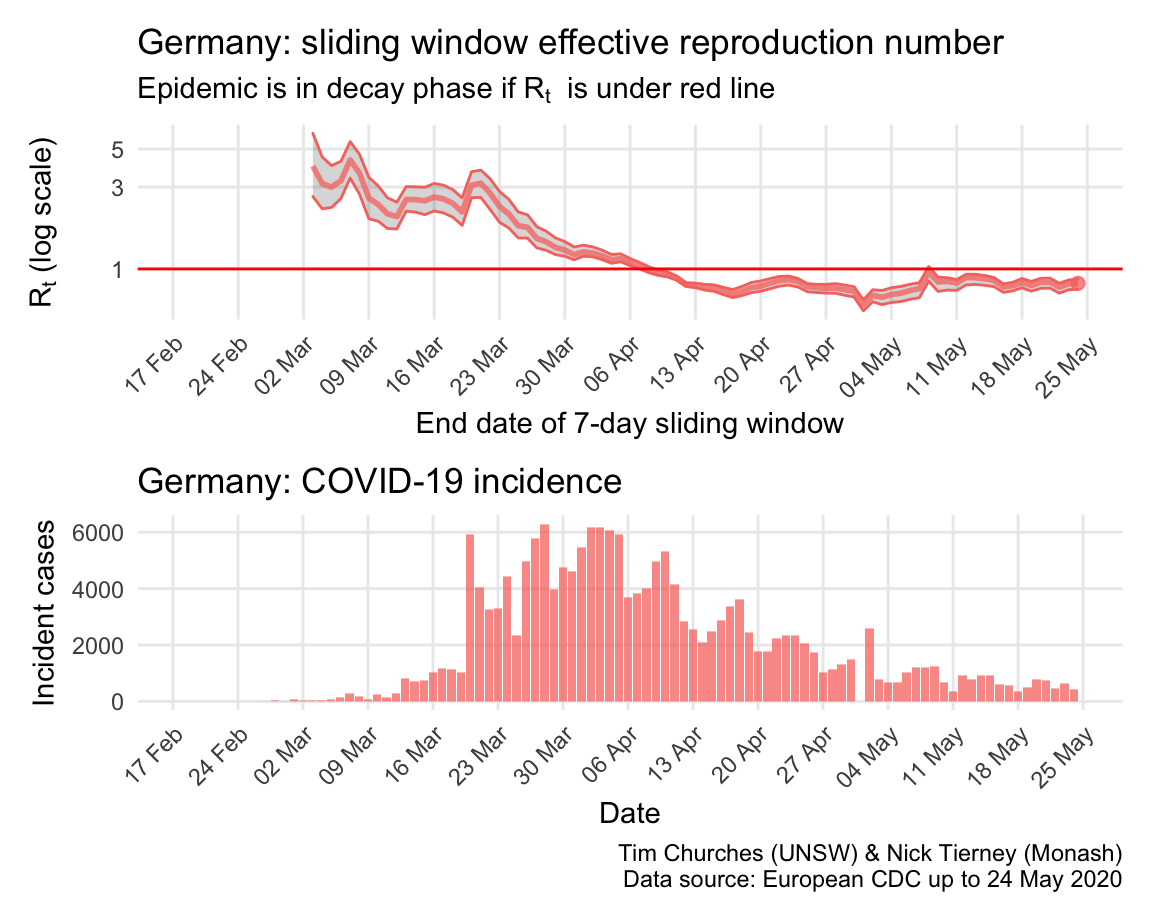 Germany: sliding window effective reproduction number
Epidemic is in decay phase if Rt is under red line
Rt (log scale)
5
3
1
17 Feb
24 Feb
02 Mar
09 Mar
16 Mar
23 Mar
30 Mar
06 Apr
13 Apr
20 Apr
27 Apr
04 May
11 May
18 May
25 May
End date of 7-day sliding window
Germany: COVID-19 incidence
Incident cases
6000
4000
2000
0
17 Feb
24 Feb
02 Mar
09 Mar
16 Mar
23 Mar
30 Mar
06 Apr
13 Apr
20 Apr
27 Apr
04 May
11 May
18 May
25 May
Date
Tim Churches (UNSW) & Nick Tierney (Monash)
Data source: European CDC up to 24 May 2020